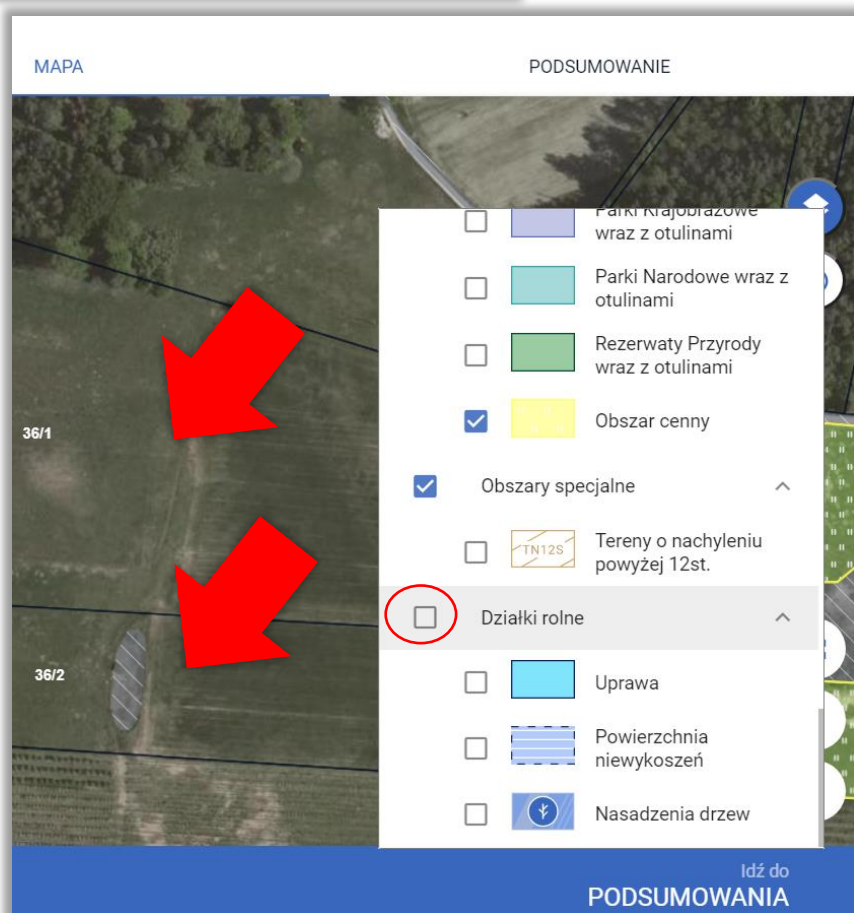 MAPA
PODSUMOWANIE
Parki Krajobrazowe
wraz z otulinami
Parki Narodowe wraz z
otulinami
Rezerwaty Przyrody
wraz z otulinami
36/1
Obszar cenny
Obszary specjalne
TN12S
Tereny o nachyleniu
powyżej 12st.
Działki rolne
36/2
Uprawa
Powierzchnia
niewykoszeń
Nasadzenia drzew
Idź do
PODSUMOWANIA